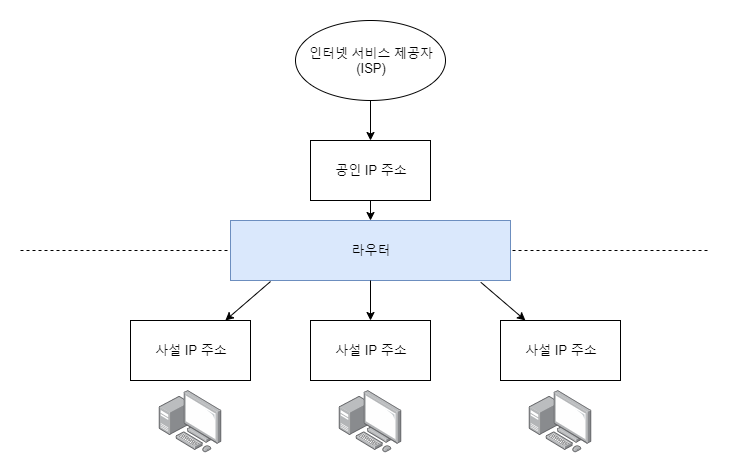 인터넷 서비스 제공자
(ISP)
공인 IP 주소
라우터
사설 IP 주소
사설 IP 주소
사설 IP 주소